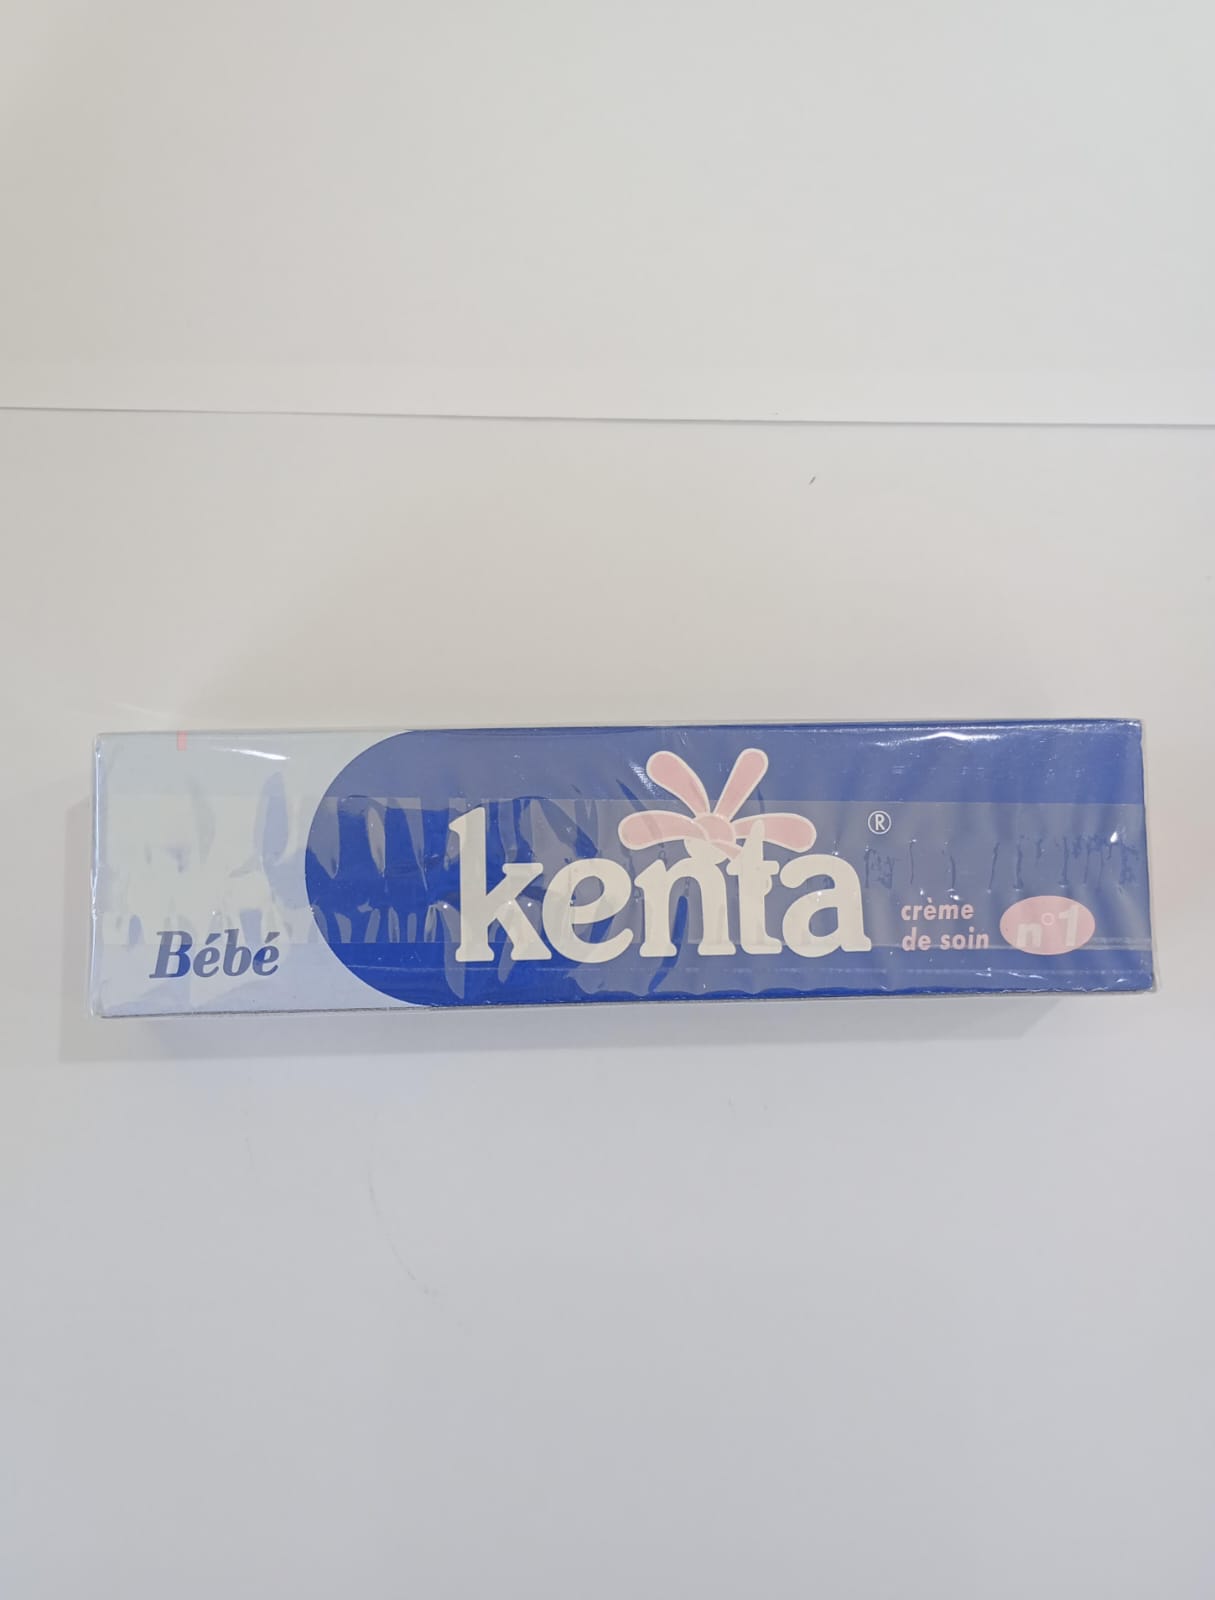 Bébé
kenta ®
crème
de soin
n°1